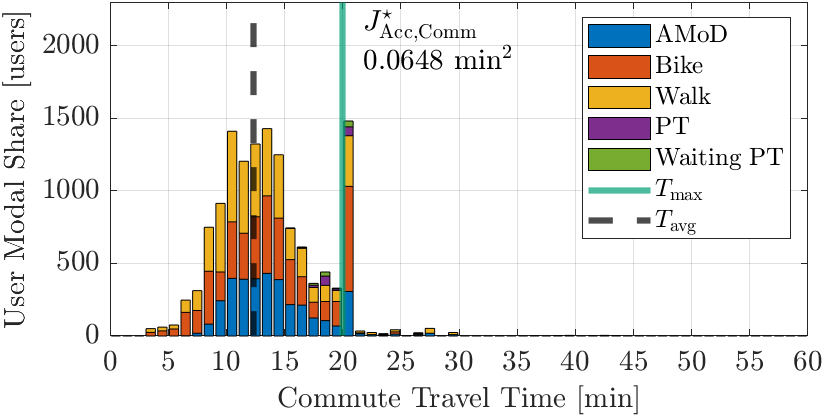 J⋆Acc,Comm
0.0648 min²
AMoD
Bike
Walk
PT
Waiting PT
Tmax
Tavg
User Modal Share [users]
2000
1500
1000
500
0
0 5 10 15 20 25 30 35 40 45 50 55 60
Commute Travel Time [min]